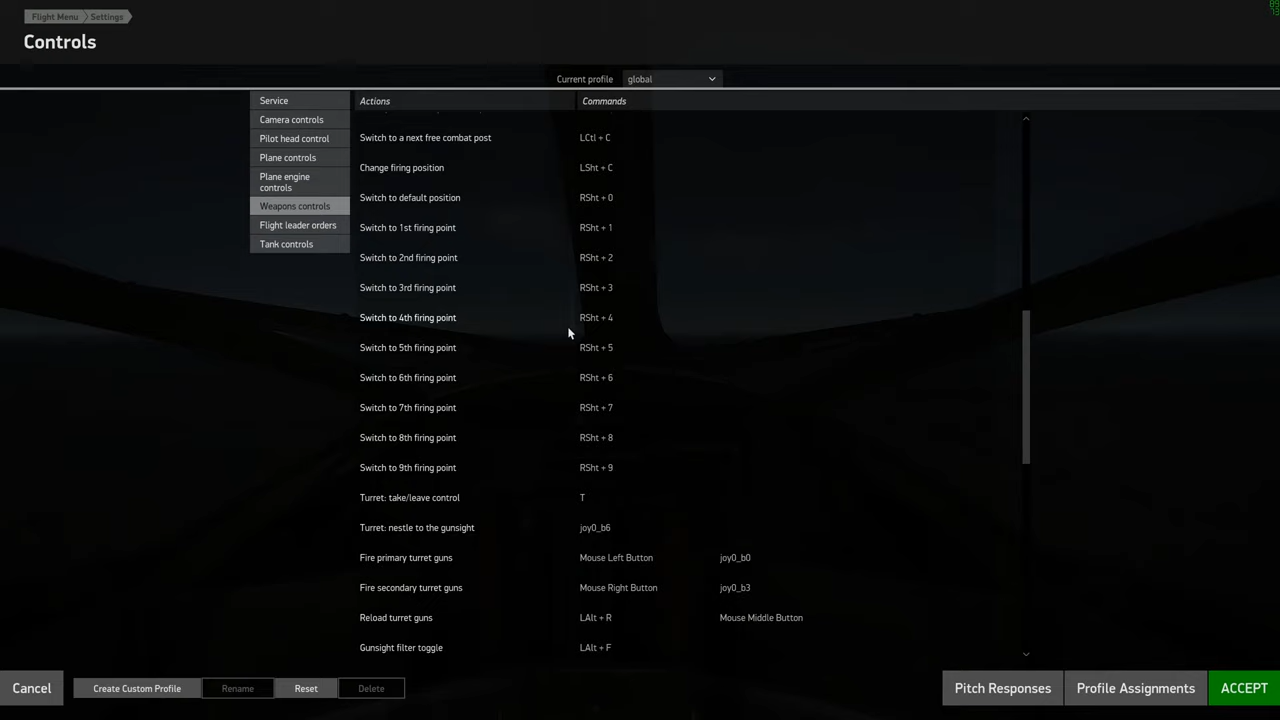 Flight Menu Settings
Controls
Current profile global
Service
Camera controls
Pilot head control
Plane controls
Plane engine
controls
Weapons controls
Flight leader orders
Tank controls
Actions Commands
Switch to a next free combat post LCtl + C
Change firing position LSht + C
Switch to default position RSht + 0
Switch to 1st firing point RSht + 1
Switch to 2nd firing point RSht + 2
Switch to 3rd firing point RSht + 3
Switch to 4th firing point RSht + 4
Switch to 5th firing point RSht + 5
Switch to 6th firing point RSht + 6
Switch to 7th firing point RSht + 7
Switch to 8th firing point RSht + 8
Switch to 9th firing point RSht + 9
Turret: take/leave control T
Turret: nestle to the gunsight joy0_b6
Fire primary turret guns Mouse Left Button joy0_b0
Fire secondary turret guns Mouse Right Button joy0_b3
Reload turret guns LAlt + R Mouse Middle Button
Gunsight filter toggle LAlt + F
Cancel Create Custom Profile Rename Reset Delete Pitch Responses Profile Assignments ACCEPT